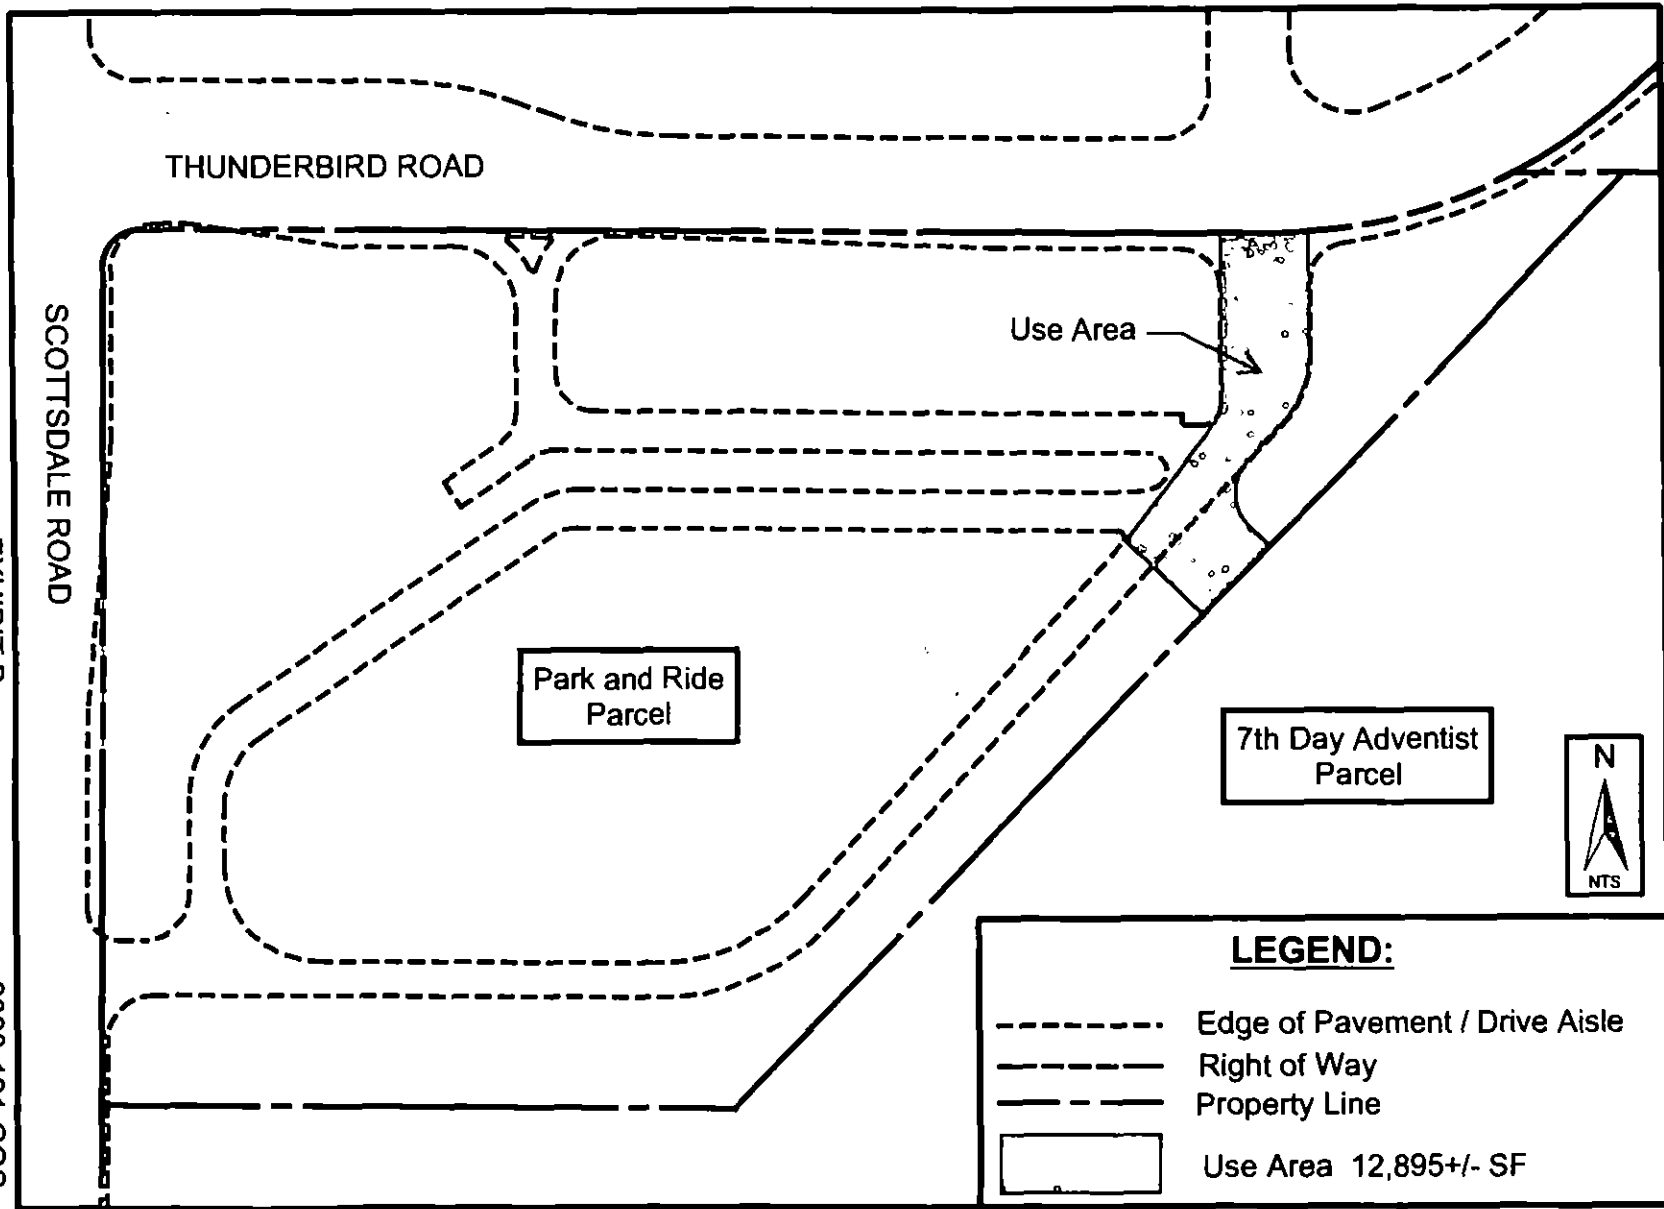 THUNDERBIRD ROAD
SCOTTSDALE ROAD
Use Area
Park and Ride
Parcel
7th Day Adventist
Parcel
N
NTS
LEGEND:
Edge of Pavement / Drive Aisle
Right of Way
Property Line
Use Area 12,895+/- SF